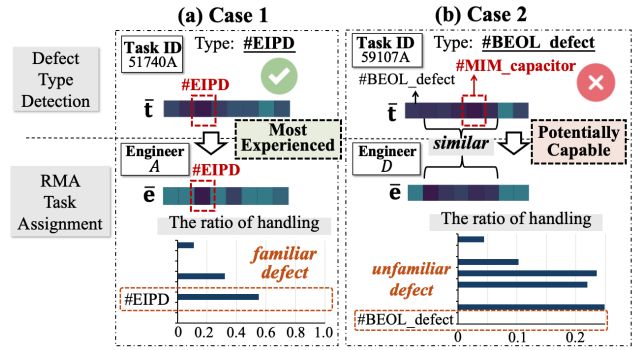 (a) Case 1
(b) Case 2
Defect
Type
Detection
Task ID
51740A
Type: #EIPD
#EIPD
t̄
Most
Experienced
Task ID
59107A
Type: #BEOL_defect
#MIM_capacitor
#BEOL_defect
t̄
similar
Potentially
Capable
RMA
Task
Assignment
Engineer
A
#EIPD
ē
The ratio of handling
familiar
defect
#EIPD
0 0.2 0.4 0.6 0.8 1.0
Engineer
D
ē
The ratio of handling
unfamiliar
defect
#BEOL_defect
0 0.1 0.2